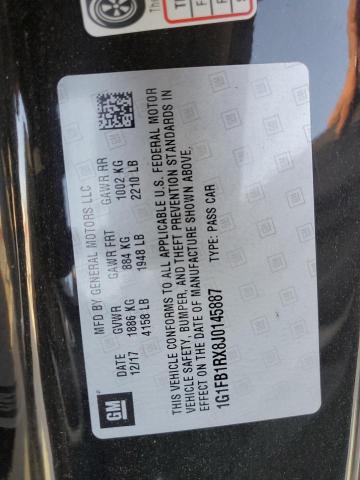 MFD BY GENERAL MOTORS LLC
DATE GVWR GAWR FRT GAWR RR
12/17 1886 KG 884 KG 1002 KG
4158 LB 1948 LB 2210 LB
THIS VEHICLE CONFORMS TO ALL APPLICABLE U.S. FEDERAL MOTOR
VEHICLE SAFETY, BUMPER, AND THEFT PREVENTION STANDARDS IN
EFFECT ON THE DATE OF MANUFACTURE SHOWN ABOVE.
1G1FB1RX8J0145887 TYPE: PASS CAR
GM